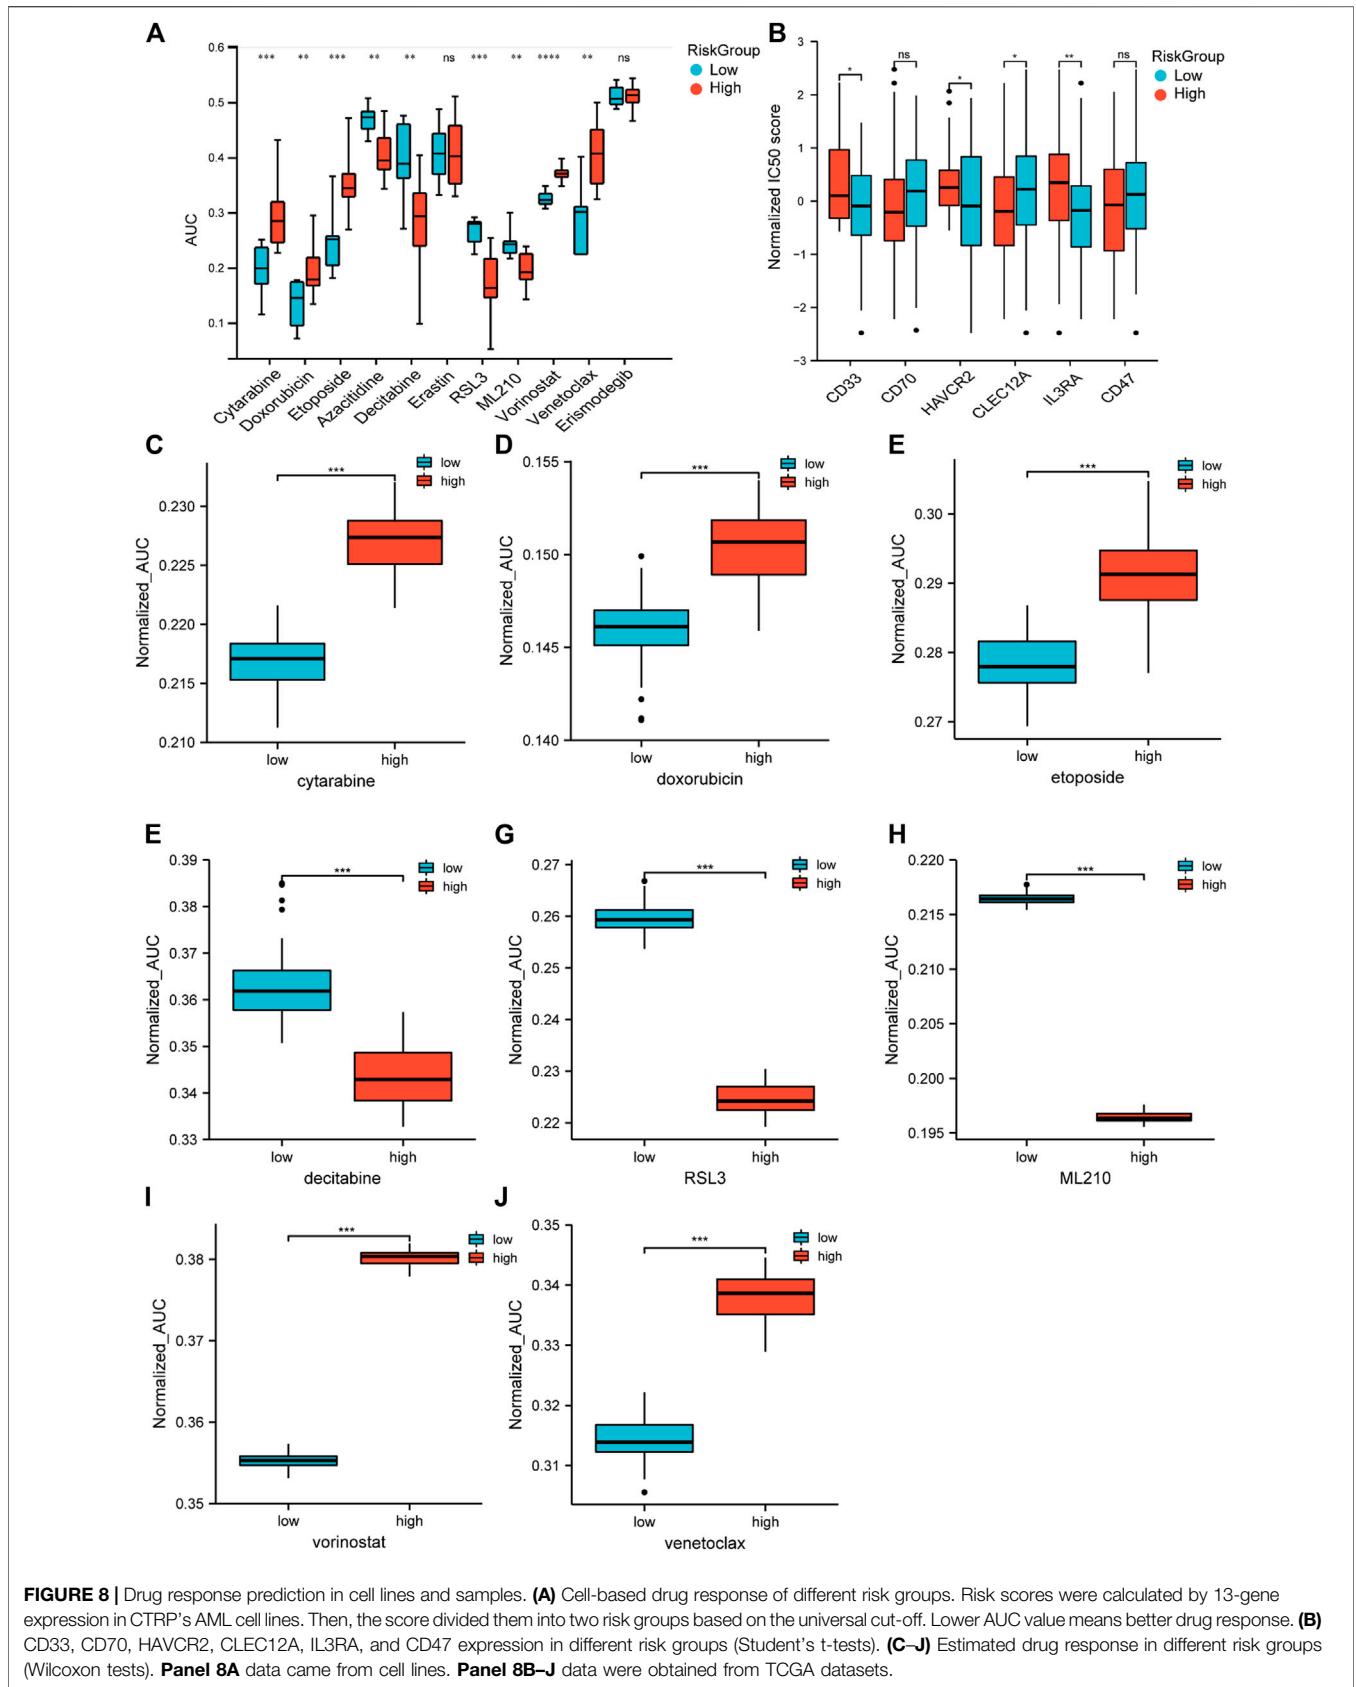 A
0.6
0.5
0.4
0.3
0.2
0.1
AUC
*** ** *** ** ** ns *** ** **** ** ns
RiskGroup
Low
High
Cytarabine
Doxorubicin
Etoposide
Azacitidine
Decitabine
Erastin
RSL3
ML210
Vorinostat
Venetoclax
Erismodegib
B
3
2
1
0
−1
−2
−3
Normalized IC50 score
* ns * * ** ns
RiskGroup
Low
High
CD33
CD70
HAVCR2
CLEC12A
IL3RA
CD47
C
0.230
0.225
0.220
0.215
0.210
Normalized_AUC
***
low
high
low high
cytarabine
D
0.155
0.150
0.145
0.140
Normalized_AUC
***
low
high
low high
doxorubicin
E
0.30
0.29
0.28
0.27
Normalized_AUC
***
low
high
low high
etoposide
E
0.39
0.38
0.37
0.36
0.35
0.34
0.33
Normalized_AUC
***
low
high
low high
decitabine
G
0.27
0.26
0.25
0.24
0.23
0.22
Normalized_AUC
***
low
high
low high
RSL3
H
0.220
0.215
0.210
0.205
0.200
0.195
Normalized_AUC
***
low
high
low high
ML210
I
0.38
0.37
0.36
0.35
Normalized_AUC
***
low
high
low high
vorinostat
J
0.35
0.34
0.33
0.32
0.31
Normalized_AUC
***
low
high
low high
venetoclax
FIGURE 8 | Drug response prediction in cell lines and samples. (A) Cell-based drug response of different risk groups. Risk scores were calculated by 13-gene
expression in CTRP's AML cell lines. Then, the score divided them into two risk groups based on the universal cut-off. Lower AUC value means better drug response. (B)
CD33, CD70, HAVCR2, CLEC12A, IL3RA, and CD47 expression in different risk groups (Student's t-tests). (C–J) Estimated drug response in different risk groups
(Wilcoxon tests). Panel 8A data came from cell lines. Panel 8B–J data were obtained from TCGA datasets.